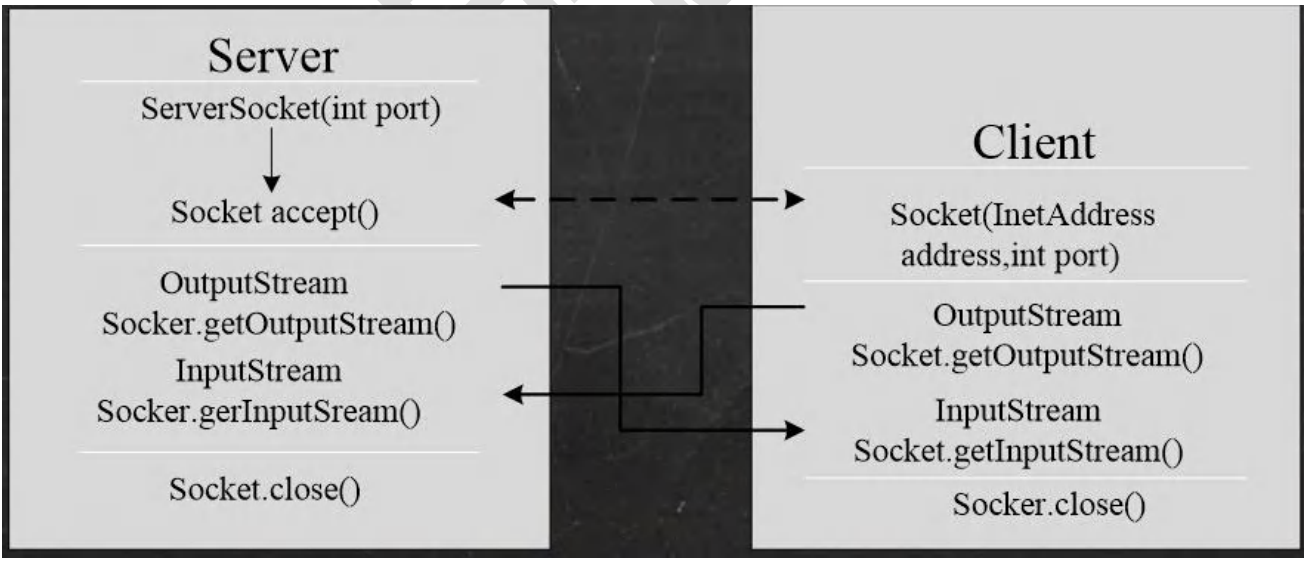 Server
ServerSocket(int port)
Socket accept()
OutputStream
Socker.getOutputStream()
InputStream
Socker.gerInputSream()
Socket.close()
Client
Socket(InetAddress
address,int port)
OutputStream
Socket.getOutputStream()
InputStream
Socket.getInputStream()
Socker.close()